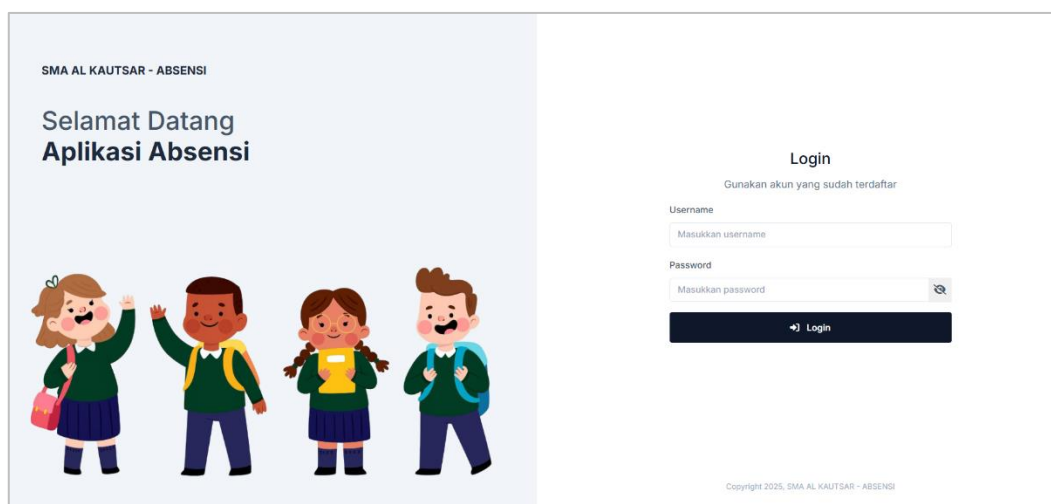 SMA AL KAUTSAR - ABSENSI
Selamat Datang
Aplikasi Absensi
Login
Gunakan akun yang sudah terdaftar
Username
Masukkan username
Password
Masukkan password
Login
Copyright 2025, SMA AL KAUTSAR - ABSENSI